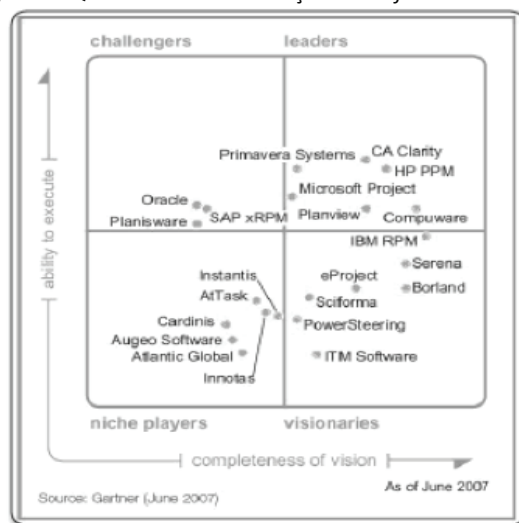 challengers leaders
Primavera Systems CA Clarity
HP PPM
Microsoft Project
Oracle
SAP xRPM Planview Compuware
Planisware
IBM RPM
Serena
Instantis eProject
AtTask Sciforma Borland
Cardinis PowerSteering
Augeo Software
Atlantic Global ITM Software
Innotas
niche players visionaries
ability to execute
completeness of vision
As of June 2007
Source: Gartner (June 2007)